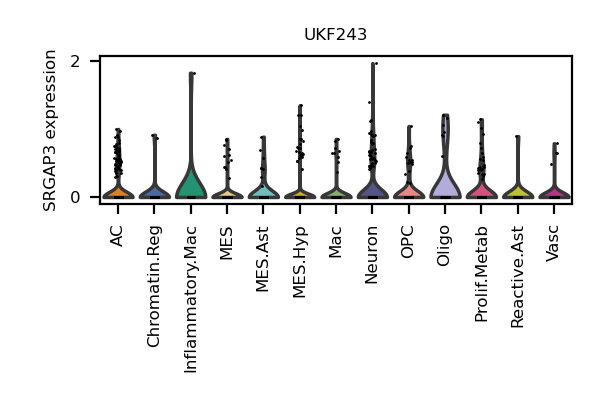 UKF243
SRGAP3 expression
2
0
AC
Chromatin.Reg
Inflammatory.Mac
MES
MES.Ast
MES.Hyp
Mac
Neuron
OPC
Oligo
Prolif.Metab
Reactive.Ast
Vasc